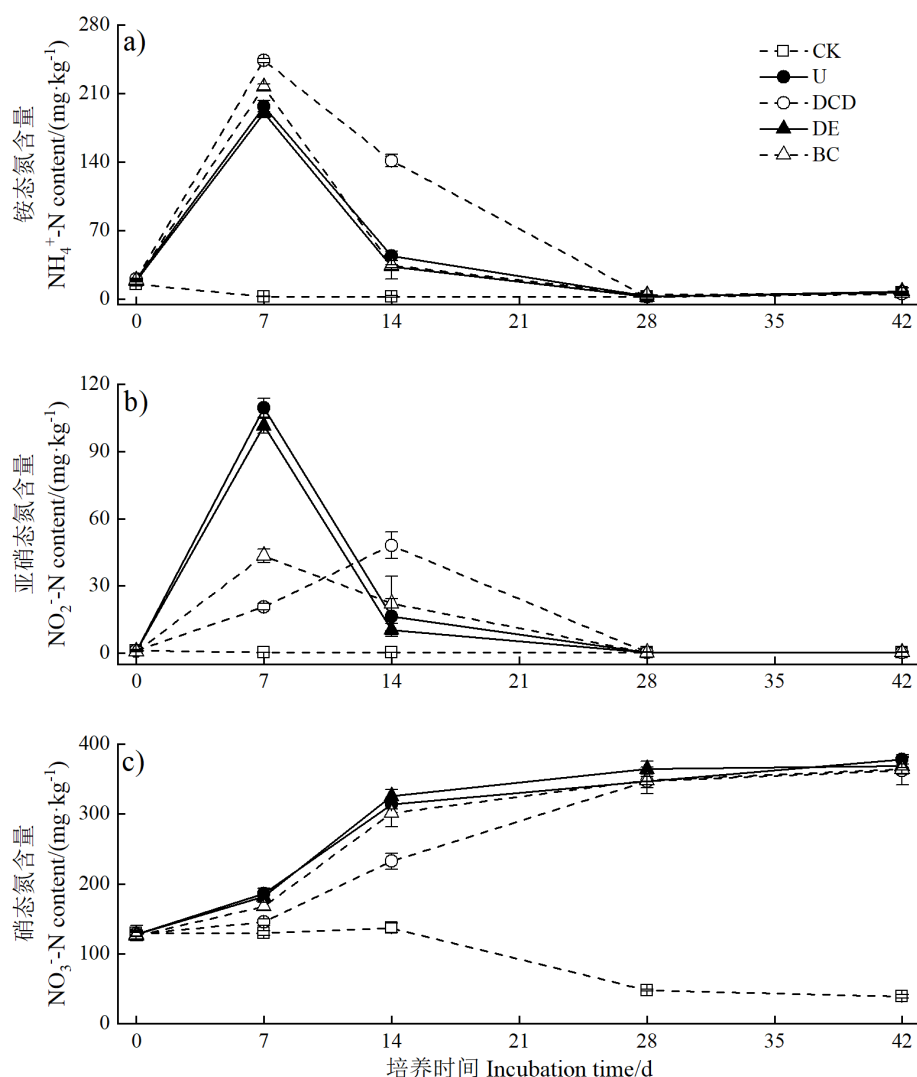 a)
铵态氮含量
NH₄⁺-N content/(mg·kg⁻¹)
280
210
140
70
0
CK
U
DCD
DE
BC
0 7 14 21 28 35 42
b)
亚硝态氮含量
NO₂⁻-N content/(mg·kg⁻¹)
120
90
60
30
0
0 7 14 21 28 35 42
c)
硝态氮含量
NO₃⁻-N content/(mg·kg⁻¹)
400
300
200
100
0
0 7 14 21 28 35 42
培养时间 Incubation time/d